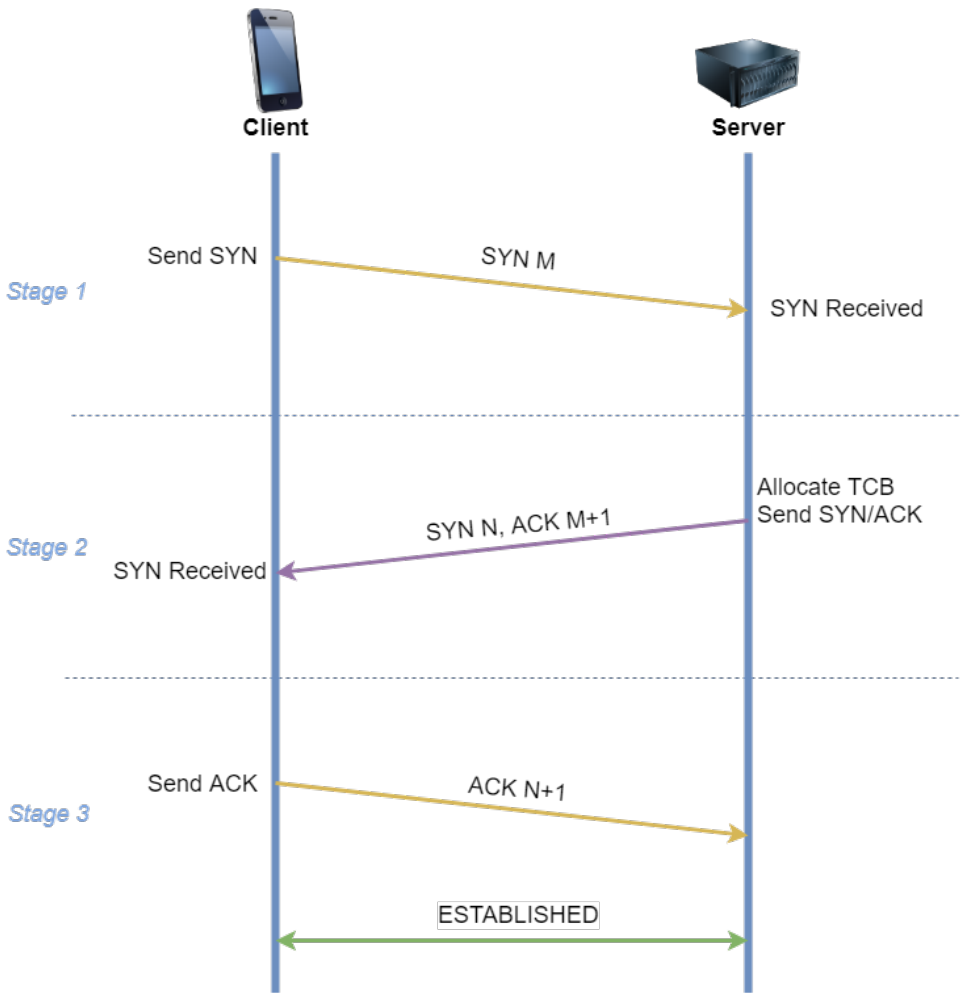 Client
Server
Send SYN
SYN M
Stage 1
SYN Received
Allocate TCB
Send SYN/ACK
SYN N, ACK M+1
Stage 2
SYN Received
Send ACK
ACK N+1
Stage 3
ESTABLISHED